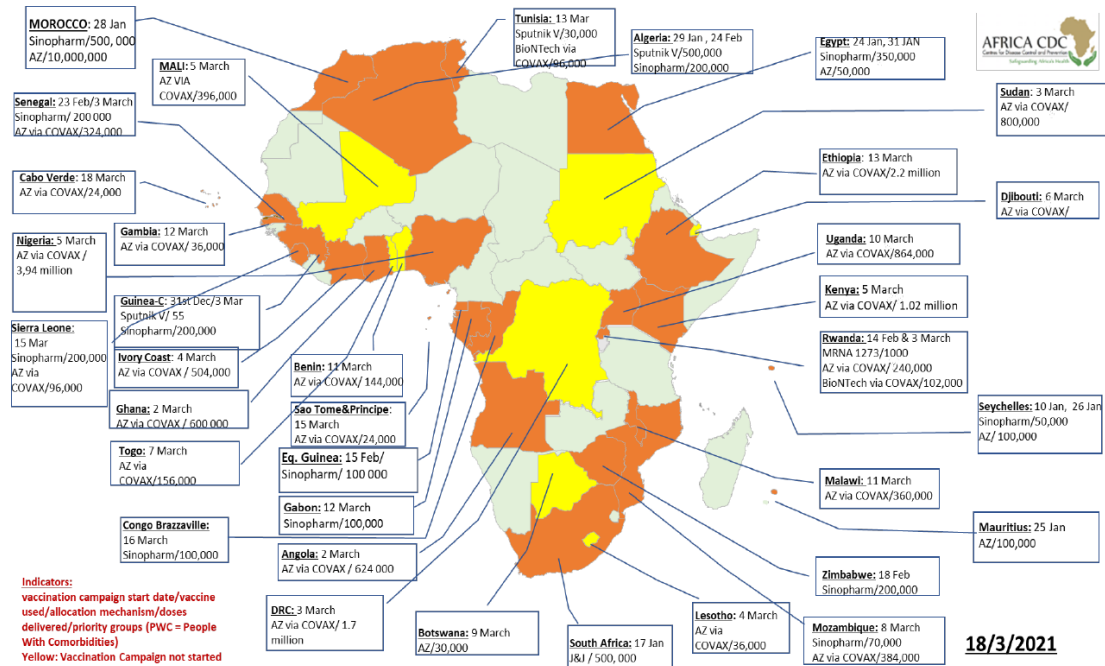 MOROCCO: 28 Jan
Sinopharm/500, 000
AZ/10,000,000
Tunisia: 13 Mar
Sputnik V/30,000
BioNTech via
COVAX/96,000
Algeria: 29 Jan , 24 Feb
Sputnik V/500,000
Sinopharm/200,000
Egypt: 24 Jan, 31 JAN
Sinopharm/350,000
AZ/50,000
AFRICA CDC
Centres for Disease Control and Prevention
Safeguarding Africa's Health
MALI: 5 March
AZ VIA
COVAX/396,000
Senegal: 23 Feb/3 March
Sinopharm/ 200 000
AZ via COVAX/324,000
Sudan: 3 March
AZ via COVAX/
800,000
Cabo Verde: 18 March
AZ via COVAX/24,000
Ethiopia: 13 March
AZ via COVAX/2.2 million
Djibouti: 6 March
AZ via COVAX/
Gambia: 12 March
AZ via COVAX/ 36,000
Nigeria: 5 March
AZ via COVAX /
3,94 million
Uganda: 10 March
AZ via COVAX/864,000
Kenya: 5 March
AZ via COVAX/ 1.02 million
Guinea-C: 31st Dec/3 Mar
Sputnik V/ 55
Sinopharm/200,000
Sierra Leone:
15 Mar
Sinopharm/200,000
AZ via
COVAX/96,000
Rwanda: 14 Feb & 3 March
MRNA 1273/1000
AZ via COVAX/ 240,000
BioNTech via COVAX/102,000
Ivory Coast: 4 March
AZ via COVAX / 504,000
Benin: 11 March
AZ via COVAX/ 144,000
Ghana: 2 March
AZ via COVAX / 600 000
Sao Tome&Principe:
15 March
AZ via COVAX/24,000
Seychelles: 10 Jan, 26 Jan
Sinopharm/50,000
AZ/ 100,000
Togo: 7 March
AZ via
COVAX/156,000
Eq. Guinea: 15 Feb/
Sinopharm/ 100 000
Malawi: 11 March
AZ via COVAX/360,000
Gabon: 12 March
Sinopharm/100,000
Mauritius: 25 Jan
AZ/100,000
Congo Brazzaville:
16 March
Sinopharm/100,000
Angola: 2 March
AZ via COVAX / 624 000
Zimbabwe: 18 Feb
Sinopharm/200,000
Indicators:
vaccination campaign start date/vaccine
used/allocation mechanism/doses
delivered/priority groups (PWC = People
With Comorbidities)
Yellow: Vaccination Campaign not started
DRC: 3 March
AZ via COVAX/ 1.7
million
Botswana: 9 March
AZ/30,000
South Africa: 17 Jan
J&J / 500, 000
Lesotho: 4 March
AZ via
COVAX/36,000
Mozambique: 8 March
Sinopharm/70,000
AZ via COVAX/384,000
18/3/2021